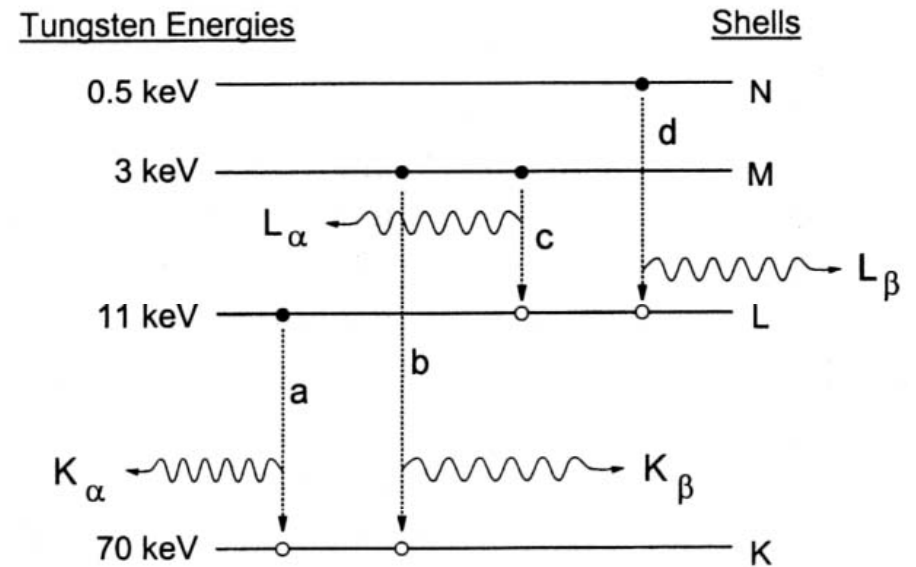 Tungsten Energies Shells
0.5 keV N
d
3 keV M
Lα c
Lβ
11 keV L
a b
Kα Kβ
70 keV K